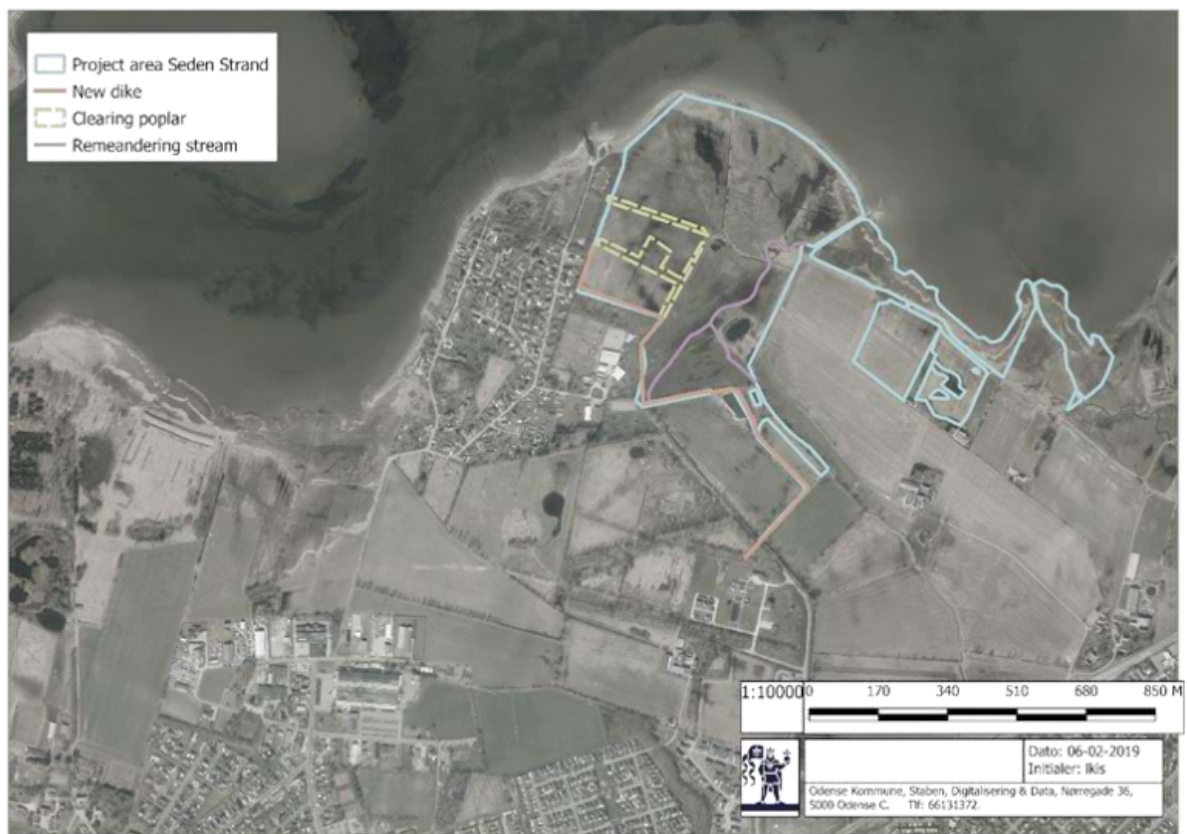 Project area Seden Strand
New dike
Clearing poplar
Remeandering stream
1:10000 0 170 340 510 680 850 M
Dato: 06-02-2019
Initialer: lkis
Odense Kommune, Staben, Digitalisering & Data, Nørregade 36,
5000 Odense C. Tlf: 66131372.